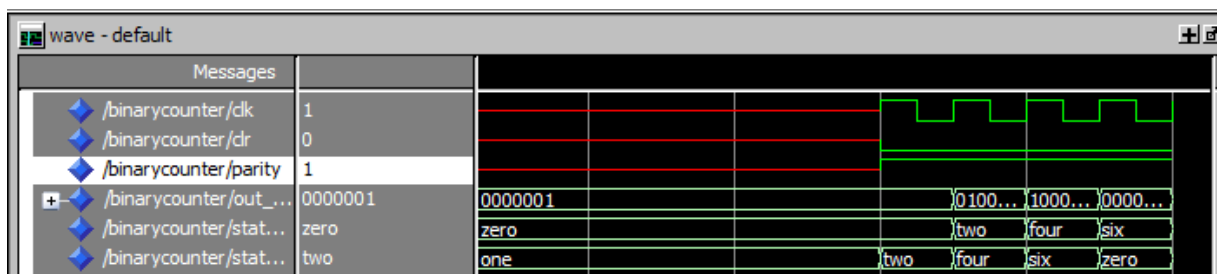 wave - default
Messages
/binarycounter/clk 1
/binarycounter/clr 0
/binarycounter/parity 1
/binarycounter/out_... 0000001 0000001 0100... 1000... 0000...
/binarycounter/stat... zero zero two four six
/binarycounter/stat... two one two four six zero